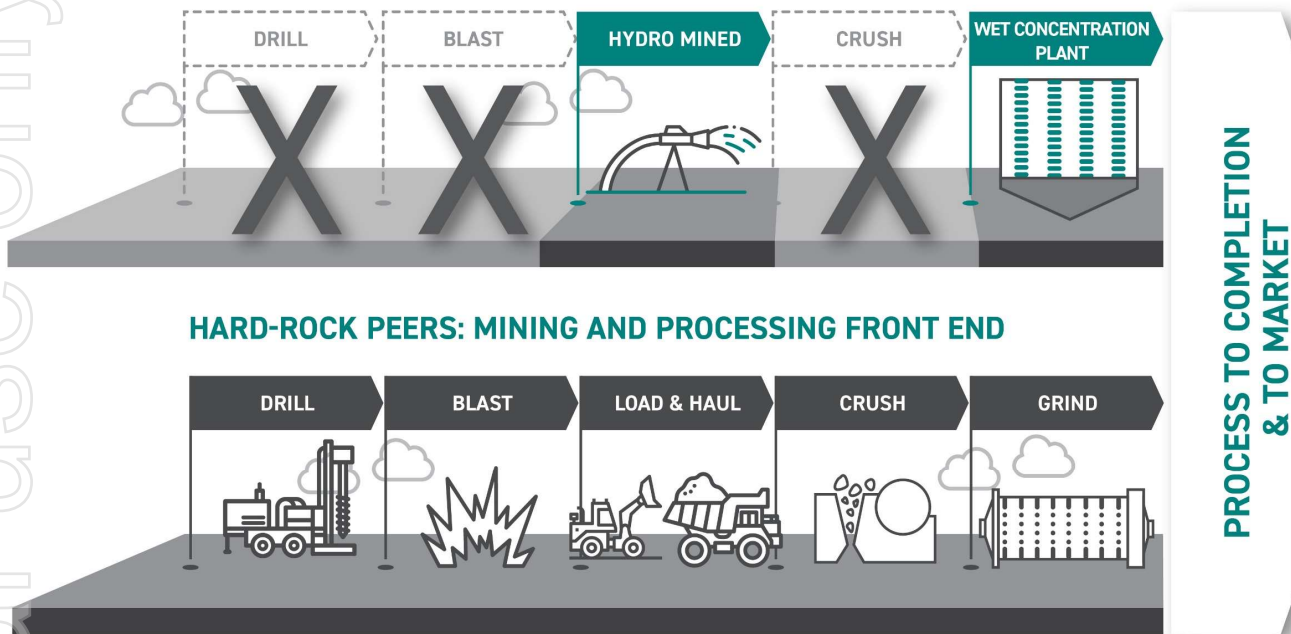 DRILL
BLAST
HYDRO MINED
CRUSH
WET CONCENTRATION
PLANT
X
X
X
HARD-ROCK PEERS: MINING AND PROCESSING FRONT END
DRILL
BLAST
LOAD & HAUL
CRUSH
GRIND
PROCESS TO COMPLETION
& TO MARKET